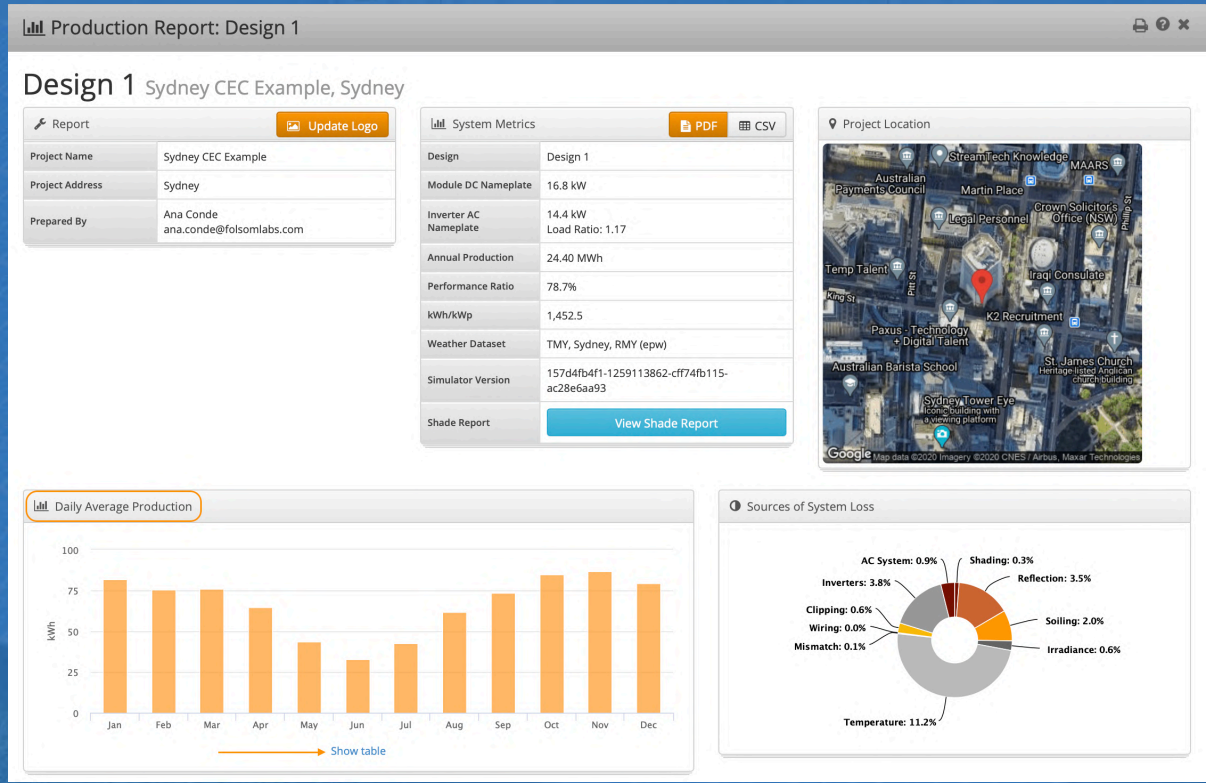 Production Report: Design 1
Design 1 Sydney CEC Example, Sydney
Report
Update Logo
Project Name Sydney CEC Example
Project Address Sydney
Prepared By Ana Conde
ana.conde@folsomlabs.com
System Metrics
PDF
CSV
Design Design 1
Module DC Nameplate 16.8 kW
Inverter AC
Nameplate
14.4 kW
Load Ratio: 1.17
Annual Production 24.40 MWh
Performance Ratio 78.7%
kWh/kWp 1,452.5
Weather Dataset TMY, Sydney, RMY (epw)
Simulator Version
157d4fb4f1-1259113862-cff74fb115-
ac28e6aa93
Shade Report View Shade Report
Project Location
StreamTech Knowledge
MAARS
Australian
Payments Council
Martin Place
Crown Solicitor's
Office (NSW)
Phillip St
Legal Personnel
Temp Talent
Pitt St
Iraqi Consulate
King St
K2 Recruitment
Paxus - Technology
+ Digital Talent
Australian Barista School
St. James Church
Heritage-listed Anglican
church building
Sydney Tower Eye
Iconic building with
a viewing platform
Google
Map data ©2020 Imagery ©2020 CNES / Airbus, Maxar Technologies
Daily Average Production
100
75
50
25
0
kWh
Jan Feb Mar Apr May Jun Jul Aug Sep Oct Nov Dec
Show table
Sources of System Loss
AC System: 0.9%
Shading: 0.3%
Inverters: 3.8%
Reflection: 3.5%
Clipping: 0.6%
Soiling: 2.0%
Wiring: 0.0%
Mismatch: 0.1%
Irradiance: 0.6%
Temperature: 11.2%